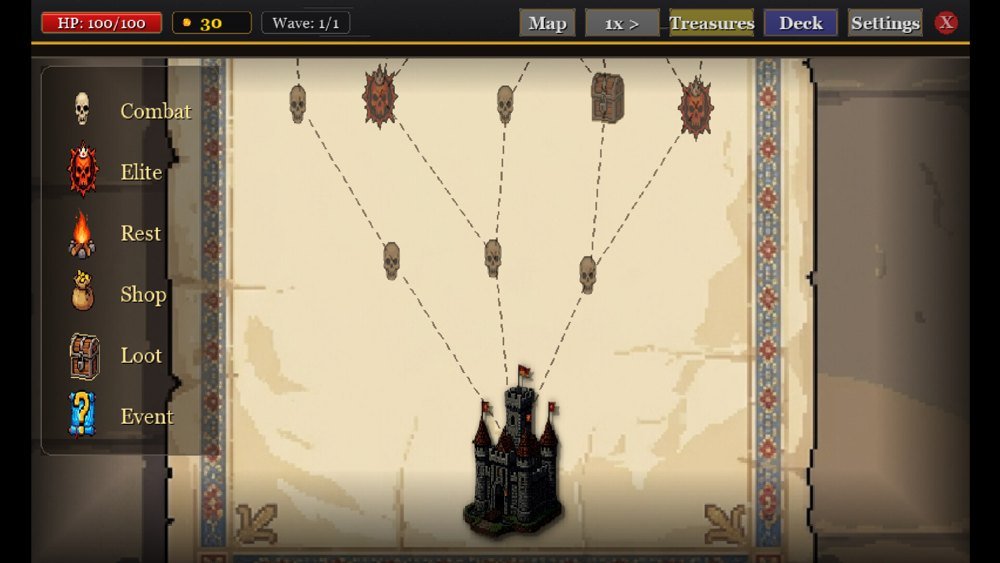 HP: 100/100 30 Wave: 1/1 Map 1x > Treasures Deck Settings X
Combat
Elite
Rest
Shop
Loot
Event